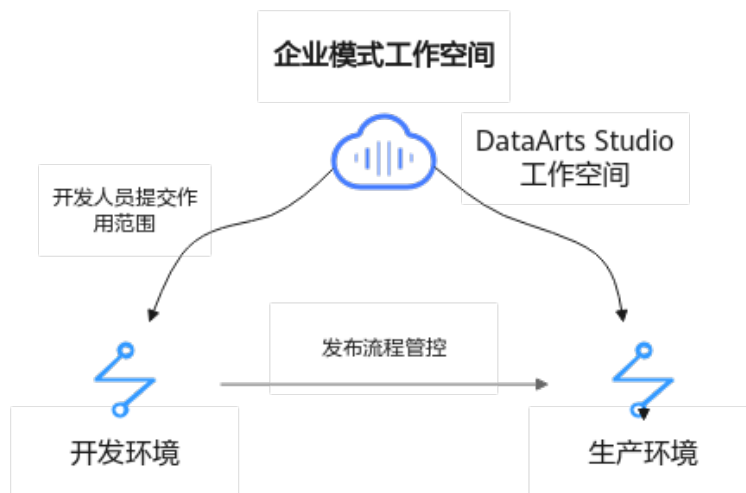 企业模式工作空间
DataArts Studio
工作空间
开发人员提交作
用范围
发布流程管控
开发环境
生产环境